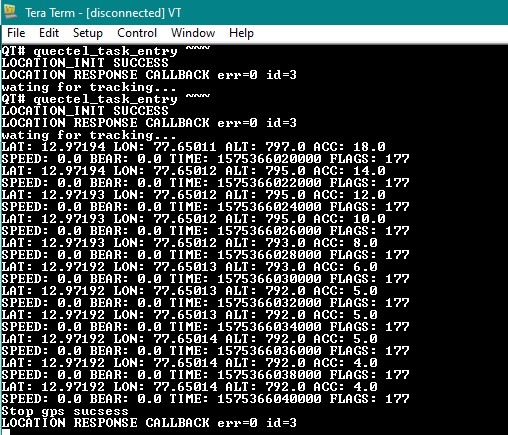 Tera Term - [disconnected] VT
File Edit Setup Control Window Help
QT# quectel_task_entry ~~~
LOCATION_INIT SUCCESS
LOCATION RESPONSE CALLBACK err=0 id=3
wating for tracking...
QT# quectel_task_entry ~~~
LOCATION_INIT SUCCESS
LOCATION RESPONSE CALLBACK err=0 id=3
wating for tracking...
LAT: 12.97194 LON: 77.65011 ALT: 797.0 ACC: 18.0
SPEED: 0.0 BEAR: 0.0 TIME: 1575366020000 FLAGS: 177
LAT: 12.97194 LON: 77.65012 ALT: 795.0 ACC: 14.0
SPEED: 0.0 BEAR: 0.0 TIME: 1575366022000 FLAGS: 177
LAT: 12.97193 LON: 77.65012 ALT: 795.0 ACC: 12.0
SPEED: 0.0 BEAR: 0.0 TIME: 1575366024000 FLAGS: 177
LAT: 12.97193 LON: 77.65012 ALT: 795.0 ACC: 10.0
SPEED: 0.0 BEAR: 0.0 TIME: 1575366026000 FLAGS: 177
LAT: 12.97193 LON: 77.65012 ALT: 793.0 ACC: 8.0
SPEED: 0.0 BEAR: 0.0 TIME: 1575366028000 FLAGS: 177
LAT: 12.97192 LON: 77.65013 ALT: 793.0 ACC: 6.0
SPEED: 0.0 BEAR: 0.0 TIME: 1575366030000 FLAGS: 177
LAT: 12.97192 LON: 77.65013 ALT: 792.0 ACC: 5.0
SPEED: 0.0 BEAR: 0.0 TIME: 1575366032000 FLAGS: 177
LAT: 12.97192 LON: 77.65013 ALT: 792.0 ACC: 5.0
SPEED: 0.0 BEAR: 0.0 TIME: 1575366034000 FLAGS: 177
LAT: 12.97192 LON: 77.65014 ALT: 792.0 ACC: 5.0
SPEED: 0.0 BEAR: 0.0 TIME: 1575366036000 FLAGS: 177
LAT: 12.97192 LON: 77.65014 ALT: 792.0 ACC: 4.0
SPEED: 0.0 BEAR: 0.0 TIME: 1575366038000 FLAGS: 177
LAT: 12.97192 LON: 77.65014 ALT: 792.0 ACC: 4.0
SPEED: 0.0 BEAR: 0.0 TIME: 1575366040000 FLAGS: 177
Stop gps sucsess
LOCATION RESPONSE CALLBACK err=0 id=3